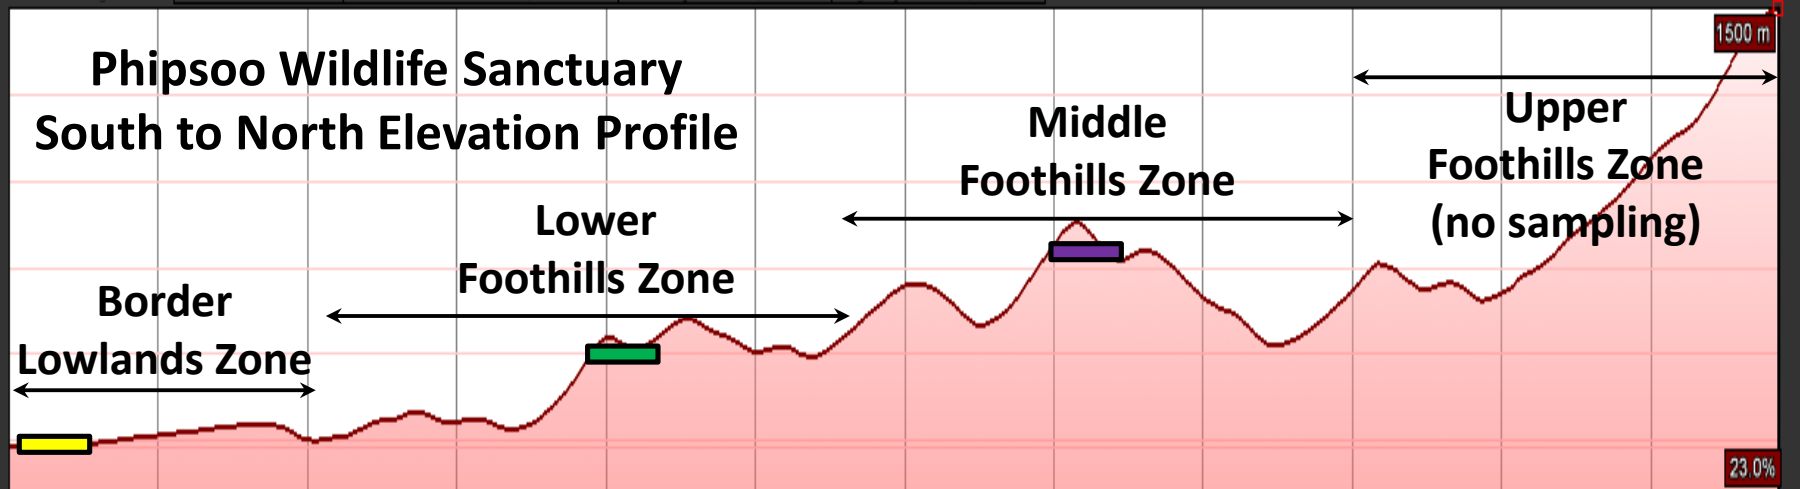 Phipsoo Wildlife Sanctuary
South to North Elevation Profile
1500 m
Upper
Foothills Zone
(no sampling)
Middle
Foothills Zone
Lower
Foothills Zone
Border
Lowlands Zone
23.0%